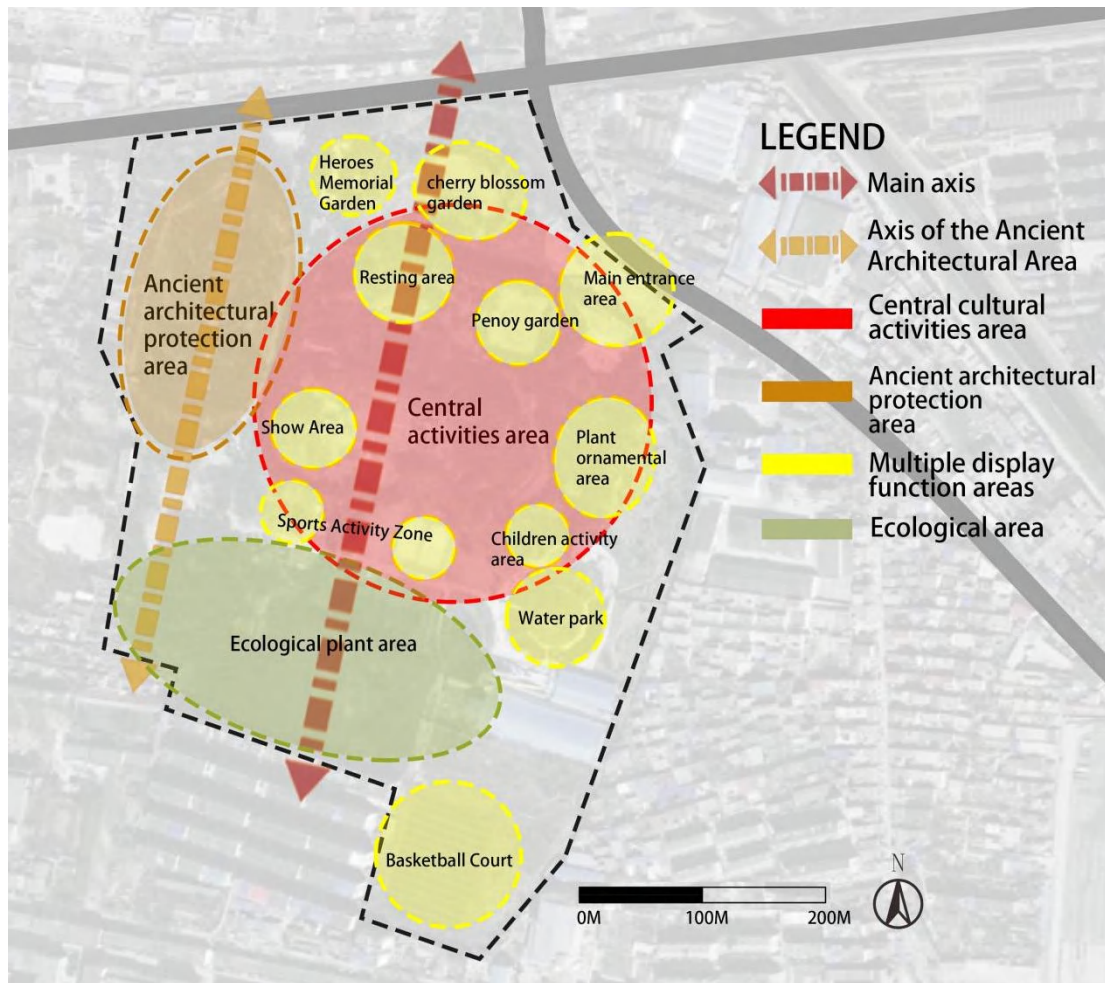 Heroes
Memorial
Garden
cherry blossom
garden
Resting area
Main entrance
area
Penoy garden
Ancient
architectural
protection
area
Show Area
Central
activities area
Plant
ornamental
area
Sports Activity Zone
Children activity
area
Water park
Ecological plant area
Basketball Court
LEGEND
Main axis
Axis of the Ancient
Architectural Area
Central cultural
activities area
Ancient architectural
protection
area
Multiple display
function areas
Ecological area
N
0M 100M 200M